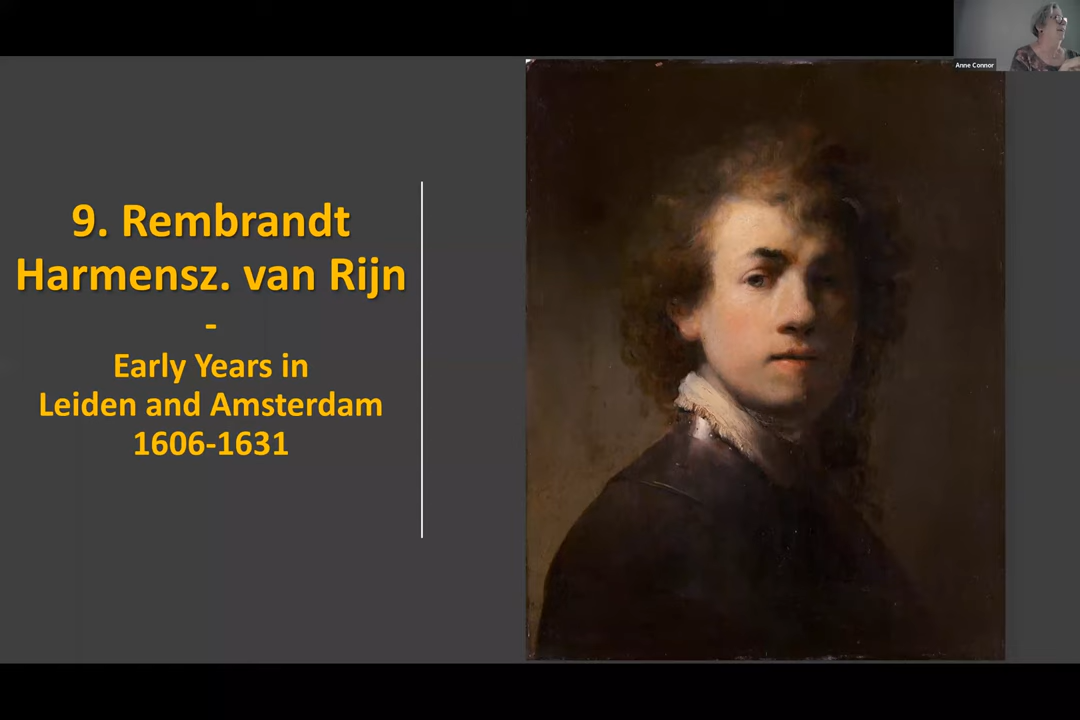 9. Rembrandt
Harmensz. van Rijn
-
Early Years in
Leiden and Amsterdam
1606-1631
Anne Connor